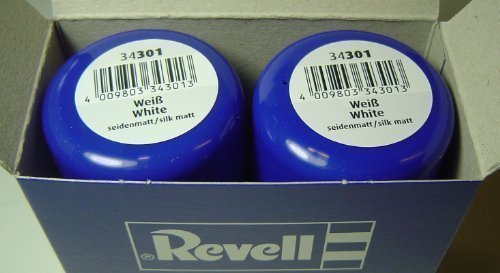 34301
4 009803 343013
Weiß
White
seidenmatt/silk matt
34301
4 009803 343013
Weiß
White
seidenmatt/silk matt
® Revell